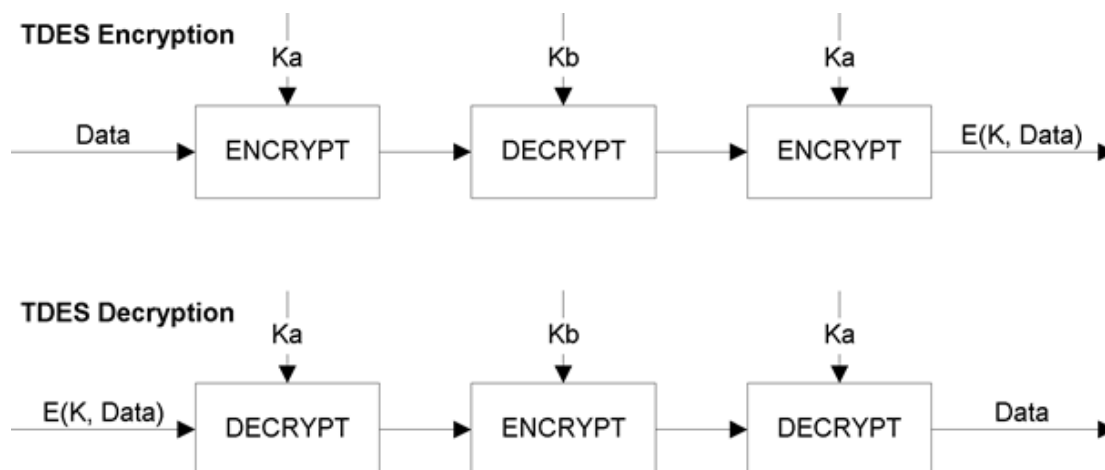 TDES Encryption
Ka
Kb
Ka
Data
ENCRYPT
DECRYPT
ENCRYPT
E(K, Data)
TDES Decryption
Ka
Kb
Ka
E(K, Data)
DECRYPT
ENCRYPT
DECRYPT
Data